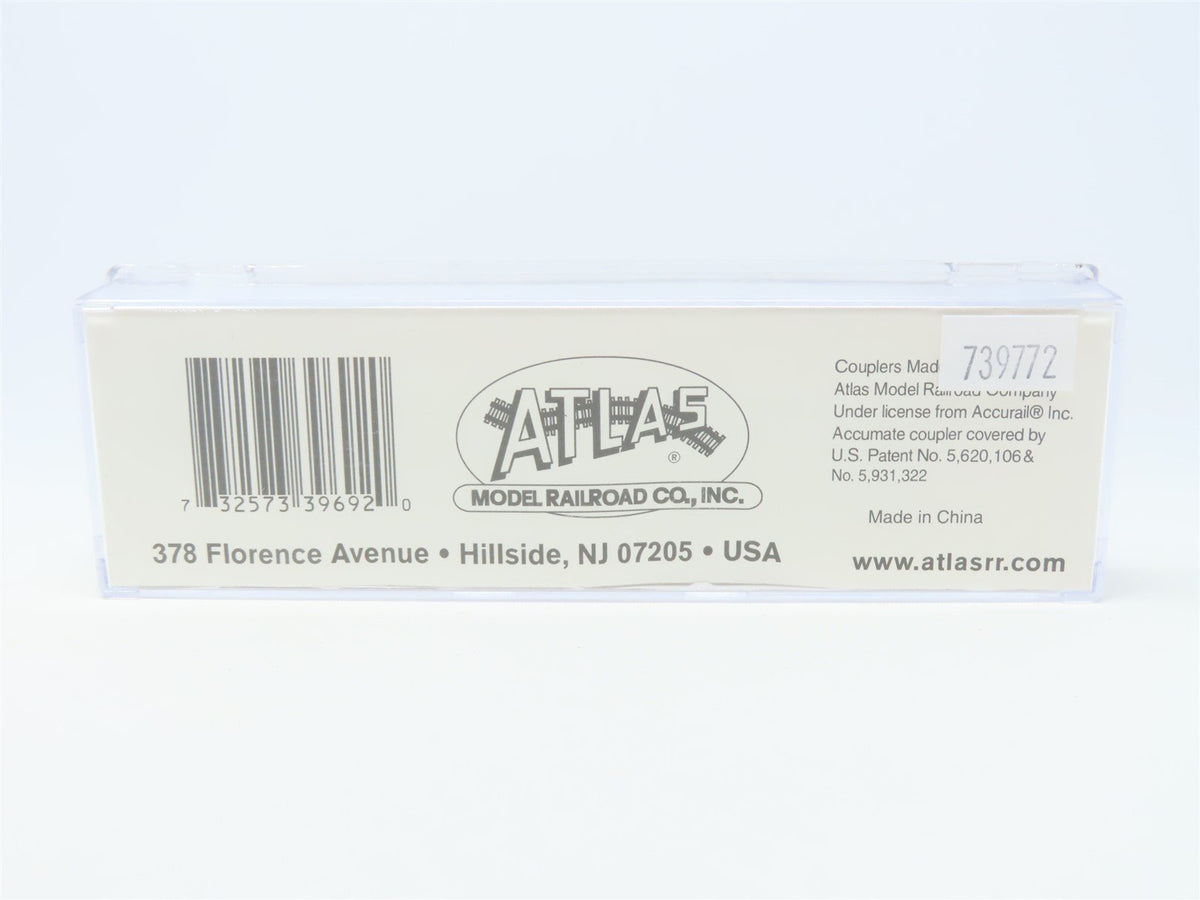 7 32573 39692 0
ATLAS ®
MODEL RAILROAD CO., INC.
378 Florence Avenue • Hillside, NJ 07205 • USA
739772
Couplers Mad
Atlas Model Railroad Company
Under license from Accurail® Inc.
Accumate coupler covered by
U.S. Patent No. 5,620,106 &
No. 5,931,322
Made in China
www.atlasrr.com